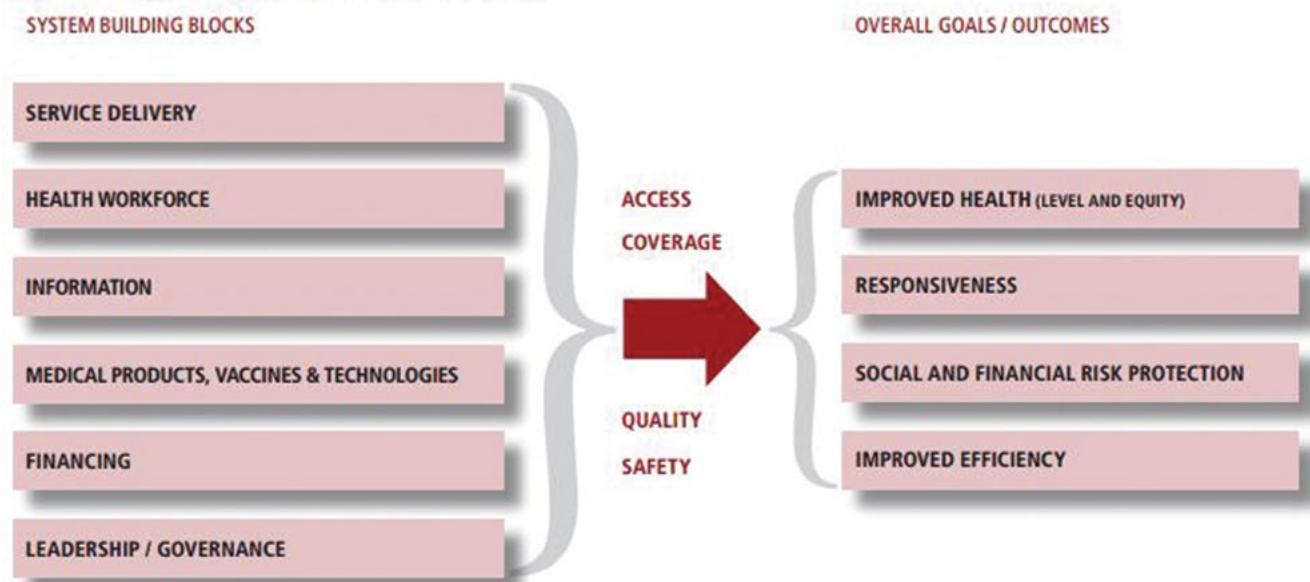 SYSTEM BUILDING BLOCKS
SERVICE DELIVERY
HEALTH WORKFORCE
INFORMATION
MEDICAL PRODUCTS, VACCINES & TECHNOLOGIES
FINANCING
LEADERSHIP / GOVERNANCE
ACCESS
COVERAGE
QUALITY
SAFETY
OVERALL GOALS / OUTCOMES
IMPROVED HEALTH (LEVEL AND EQUITY)
RESPONSIVENESS
SOCIAL AND FINANCIAL RISK PROTECTION
IMPROVED EFFICIENCY